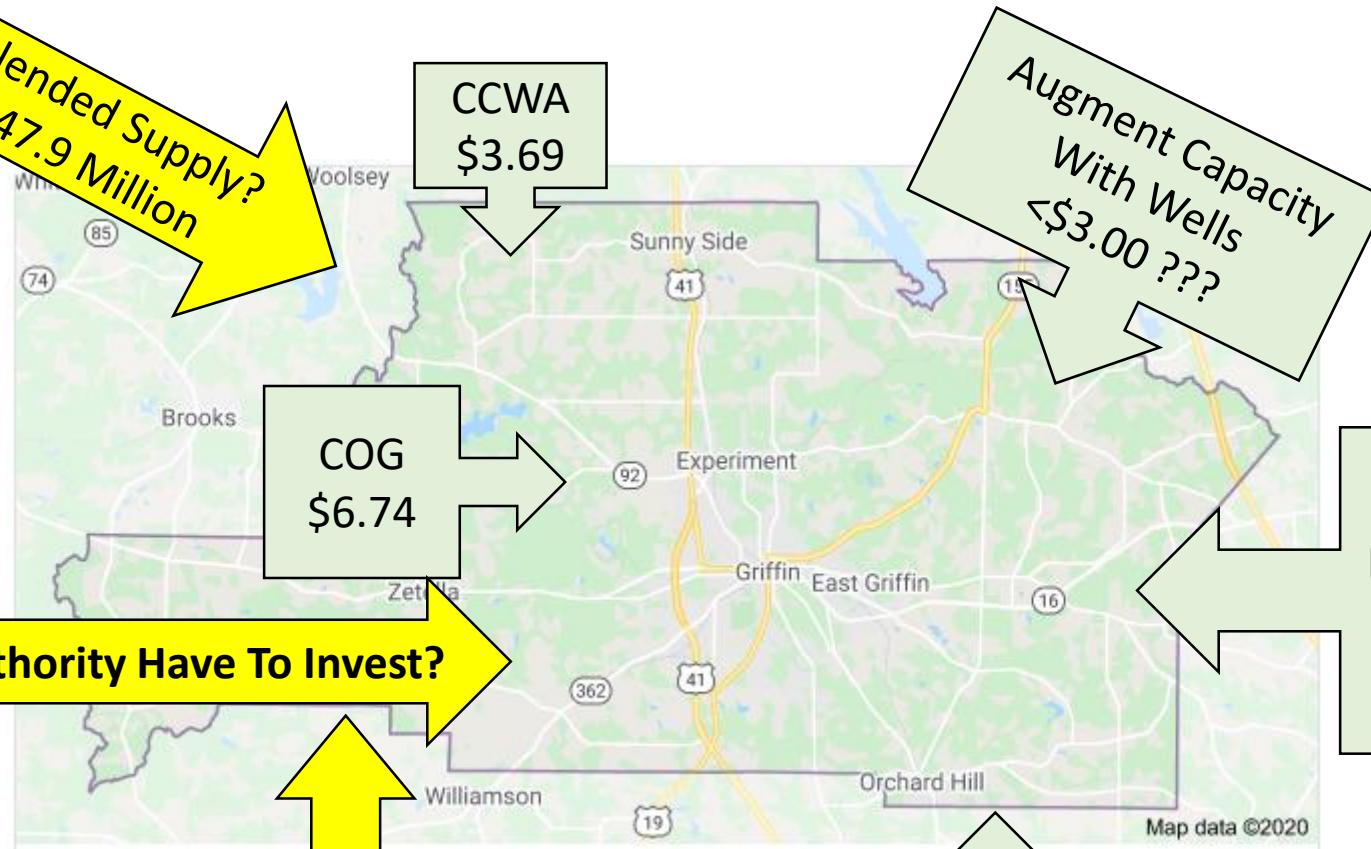 lended Supply?
47.9 Million
CCWA
$3.69
Augment Capacity
With Wells
<$3.00 ???
Woolsey
85
74
Sunny Side
41
Brooks
COG
$6.74
92
Experiment
Griffin
East Griffin
16
thority Have To Invest?
362
41
Williamson
Orchard Hill
19
Map data ©2020